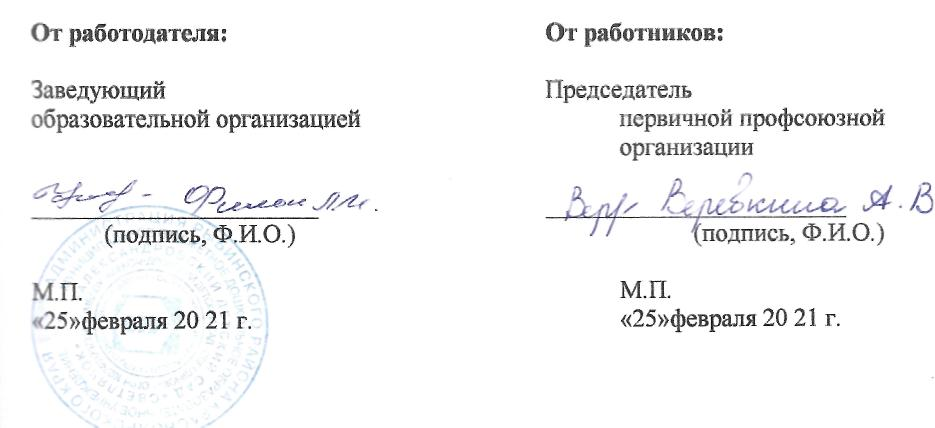 От работодателя:
Заведующий
образовательной организацией
Филон Л.И.
(подпись, Ф.И.О.)
М.П.
«25»февраля 20 21 г.
От работников:
Председатель
первичной профсоюзной
организации
Веревкина А.В
(подпись, Ф.И.О.)
М.П.
«25»февраля 20 21 г.